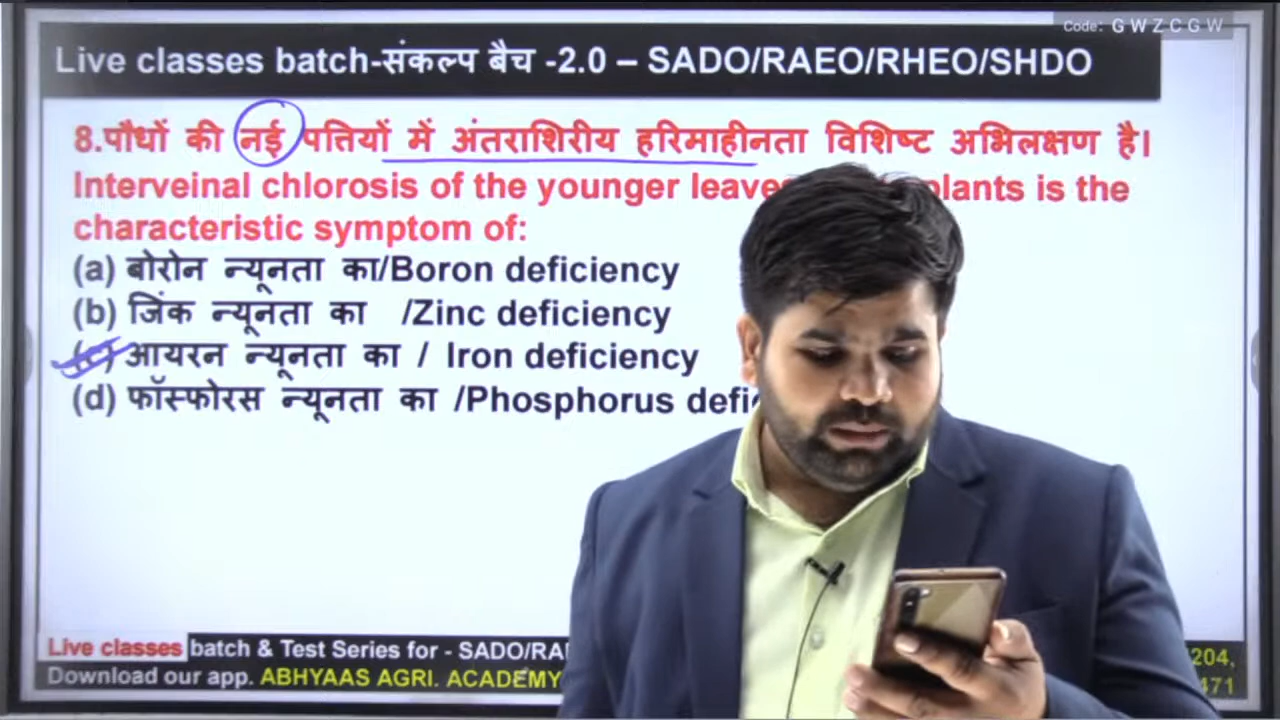 Code: G W Z C G W
Live classes batch-संकल्प बैच -2.0 – SADO/RAEO/RHEO/SHDO
8.पौधों की नई पत्तियों में अंतराशिरीय हरिमाहीनता विशिष्ट अभिलक्षण है।
Interveinal chlorosis of the younger plants is the
characteristic symptom of:
(a) बोरोन न्यूनता का/Boron deficiency
(b) जिंक न्यूनता का /Zinc deficiency
(c) आयरन न्यूनता का / Iron deficiency
(d) फॉस्फोरस न्यूनता का /Phosphorus
Live classes batch & Test Series for - SADO/RA
204,
Download our app. ABHYAAS AGRI. ACADEMY
471